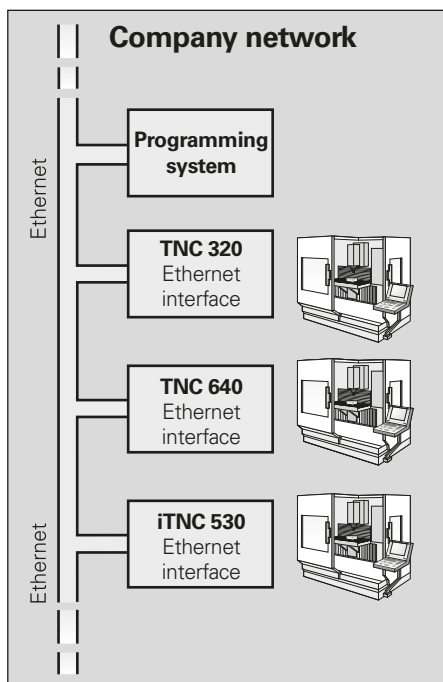 Company network
Ethernet
Programming
system
TNC 320
Ethernet
interface
TNC 640
Ethernet
interface
iTNC 530
Ethernet
interface
Ethernet